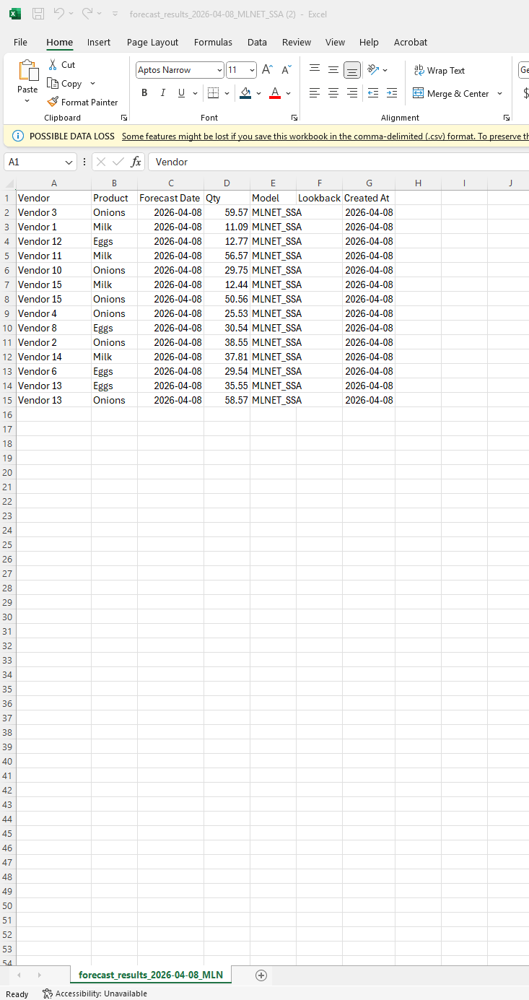 forecast_results_2026-04-08_MLNET_SSA (2) - Excel
File Home Insert Page Layout Formulas Data Review View Help Acrobat
Paste
Cut
Copy
Format Painter
Clipboard
Aptos Narrow 11 A^ A˅
B I U A
Font
ab Wrap Text
Merge & Center
Alignment
Ge
$
POSSIBLE DATA LOSS Some features might be lost if you save this workbook in the comma-delimited (.csv) format. To preserve th
A1 fx Vendor
A B C D E F G H I J
1 Vendor Product Forecast Date Qty Model Lookback Created At
2 Vendor 3 Onions 2026-04-08 59.57 MLNET_SSA 2026-04-08
3 Vendor 1 Milk 2026-04-08 11.09 MLNET_SSA 2026-04-08
4 Vendor 12 Eggs 2026-04-08 12.77 MLNET_SSA 2026-04-08
5 Vendor 11 Milk 2026-04-08 56.57 MLNET_SSA 2026-04-08
6 Vendor 10 Onions 2026-04-08 29.75 MLNET_SSA 2026-04-08
7 Vendor 15 Milk 2026-04-08 12.44 MLNET_SSA 2026-04-08
8 Vendor 15 Onions 2026-04-08 50.56 MLNET_SSA 2026-04-08
9 Vendor 4 Onions 2026-04-08 25.53 MLNET_SSA 2026-04-08
10 Vendor 8 Eggs 2026-04-08 30.54 MLNET_SSA 2026-04-08
11 Vendor 2 Onions 2026-04-08 38.55 MLNET_SSA 2026-04-08
12 Vendor 14 Milk 2026-04-08 37.81 MLNET_SSA 2026-04-08
13 Vendor 6 Eggs 2026-04-08 29.54 MLNET_SSA 2026-04-08
14 Vendor 13 Eggs 2026-04-08 35.55 MLNET_SSA 2026-04-08
15 Vendor 13 Onions 2026-04-08 58.57 MLNET_SSA 2026-04-08
16
17
18
19
20
21
22
23
24
25
26
27
28
29
30
31
32
33
34
35
36
37
38
39
40
41
42
43
44
45
46
47
48
49
50
51
52
53
54
forecast_results_2026-04-08_MLN
Ready Accessibility: Unavailable